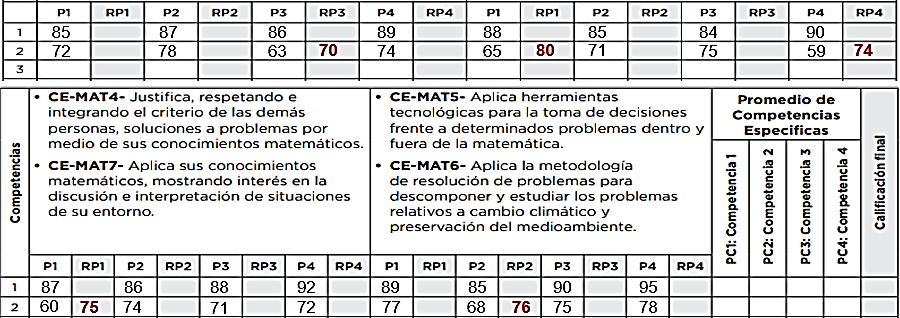 P1 RP1 P2 RP2 P3 RP3 P4 RP4 P1 RP1 P2 RP2 P3 RP3 P4 RP4
1 85 87 86 89 88 85 84 90
2 72 78 63 70 74 65 80 71 75 59 74
3
Competencias
• CE-MAT4- Justifica, respetando e
integrando el criterio de las demás
personas, soluciones a problemas por
medio de sus conocimientos matemáticos.
• CE-MAT7- Aplica sus conocimientos
matemáticos, mostrando interés en la
discusión e interpretación de situaciones
de su entorno.
• CE-MAT5- Aplica herramientas
tecnológicas para la toma de decisiones
frente a determinados problemas dentro y
fuera de la matemática.
• CE-MAT6- Aplica la metodología
de resolución de problemas para
descomponer y estudiar los problemas
relativos a cambio climático y
preservación del medioambiente.
Promedio de
Competencias
Especificas
PC1: Competencia 1
PC2: Competencia 2
PC3: Competencia 3
PC4: Competencia 4
Calificación final
P1 RP1 P2 RP2 P3 RP3 P4 RP4 P1 RP1 P2 RP2 P3 RP3 P4 RP4
1 87 86 88 92 89 85 90 95
2 60 75 74 71 72 77 68 76 75 78